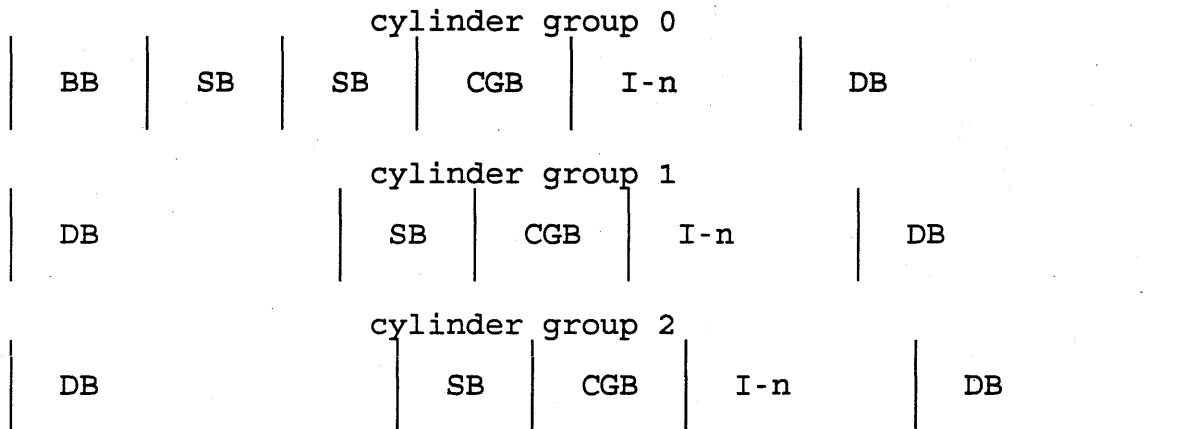 cylinder group 0
BB SB SB CGB I-n DB
cylinder group 1
DB SB CGB I-n DB
cylinder group 2
DB SB CGB I-n DB